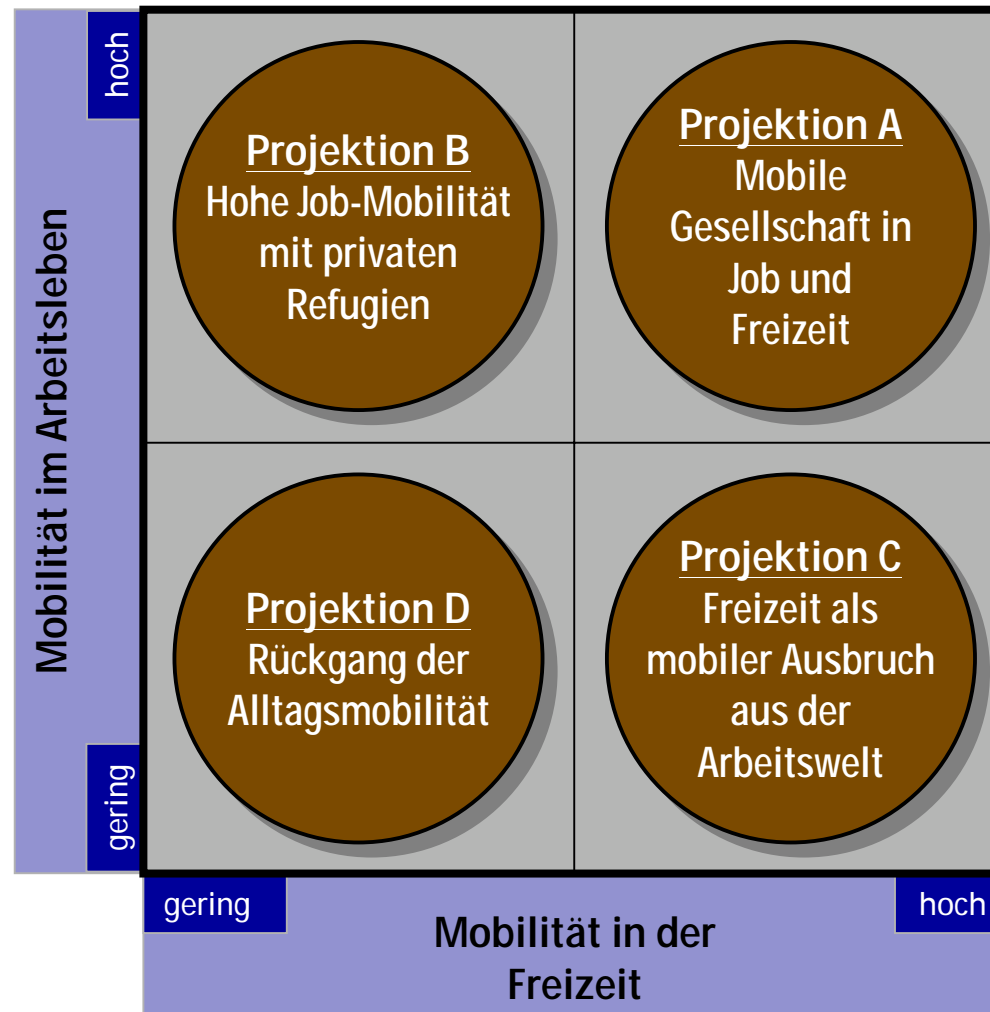 Mobilität im Arbeitsleben
hoch
gering
Projektion B
Hohe Job-Mobilität
mit privaten
Refugien
Projektion A
Mobile
Gesellschaft in
Job und
Freizeit
Projektion D
Rückgang der
Alltagsmobilität
Projektion C
Freizeit als
mobiler Ausbruch
aus der
Arbeitswelt
gering
hoch
Mobilität in der
Freizeit